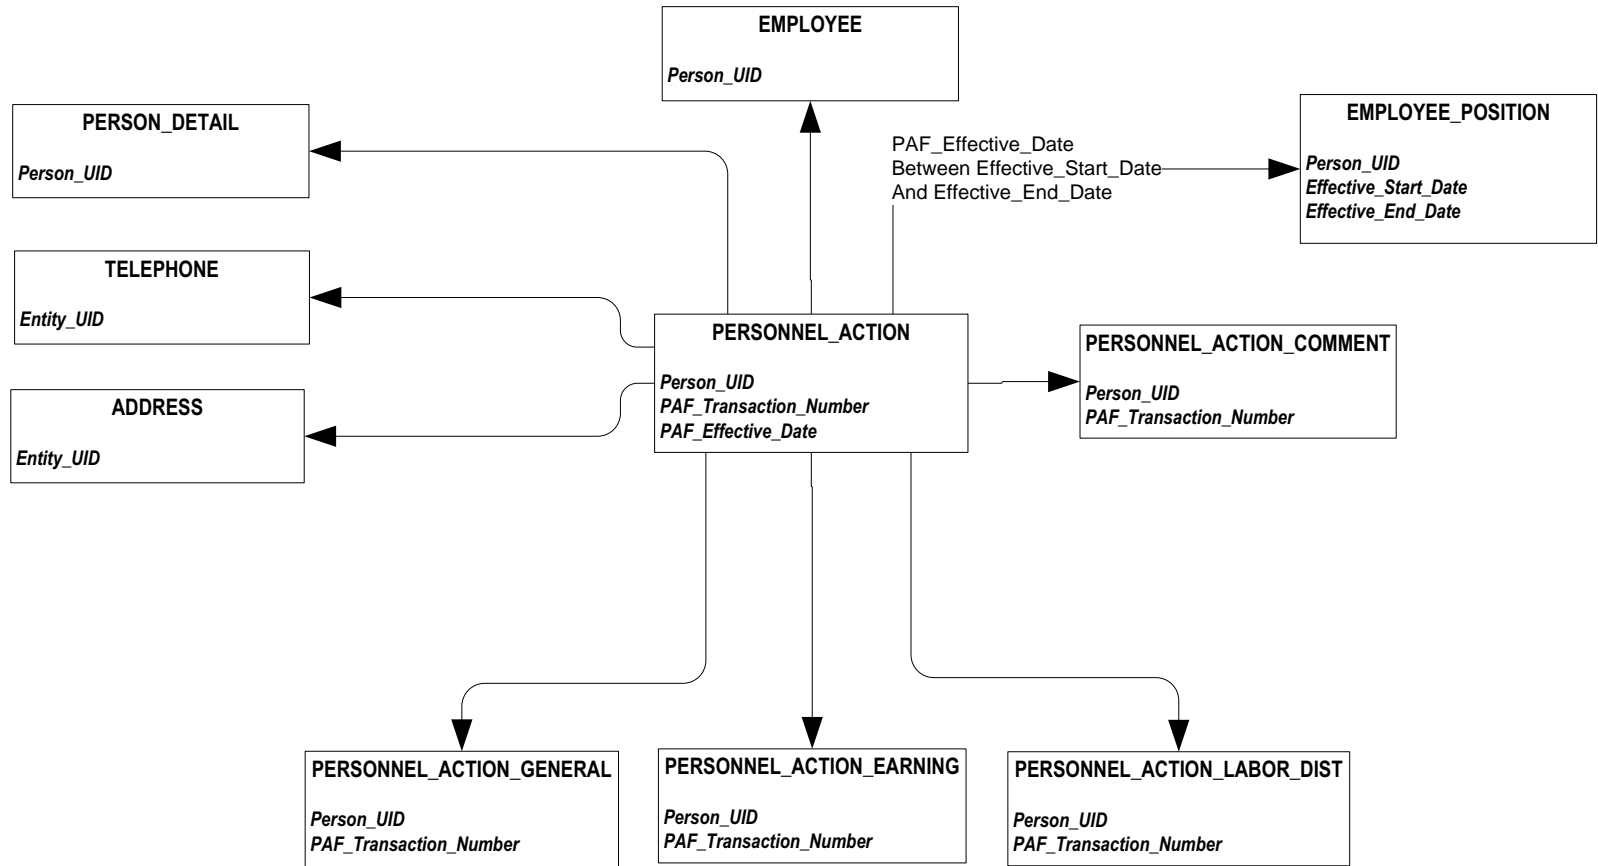 EMPLOYEE
Person_UID
PERSON_DETAIL
Person_UID
PAF_Effective_Date
Between Effective_Start_Date
And Effective_End_Date
EMPLOYEE_POSITION
Person_UID
Effective_Start_Date
Effective_End_Date
TELEPHONE
Entity_UID
PERSONNEL_ACTION
Person_UID
PAF_Transaction_Number
PAF_Effective_Date
PERSONNEL_ACTION_COMMENT
Person_UID
PAF_Transaction_Number
ADDRESS
Entity_UID
PERSONNEL_ACTION_GENERAL
Person_UID
PAF_Transaction_Number
PERSONNEL_ACTION_EARNING
Person_UID
PAF_Transaction_Number
PERSONNEL_ACTION_LABOR_DIST
Person_UID
PAF_Transaction_Number